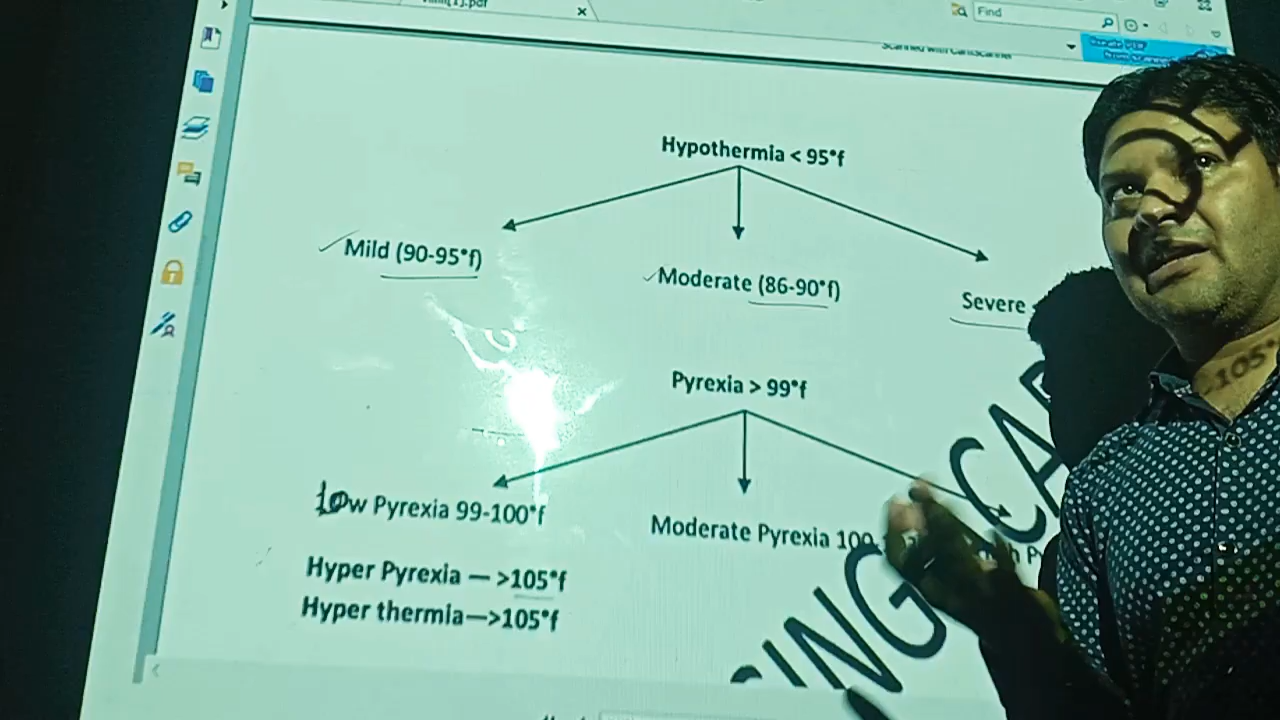 Find
Hypothermia < 95°f
Mild (90-95°f)
Moderate (86-90°f)
Severe
Pyrexia > 99°f
Low Pyrexia 99-100°f
Moderate Pyrexia 100
Hyper Pyrexia — >105°f
Hyper thermia—>105°f
105°